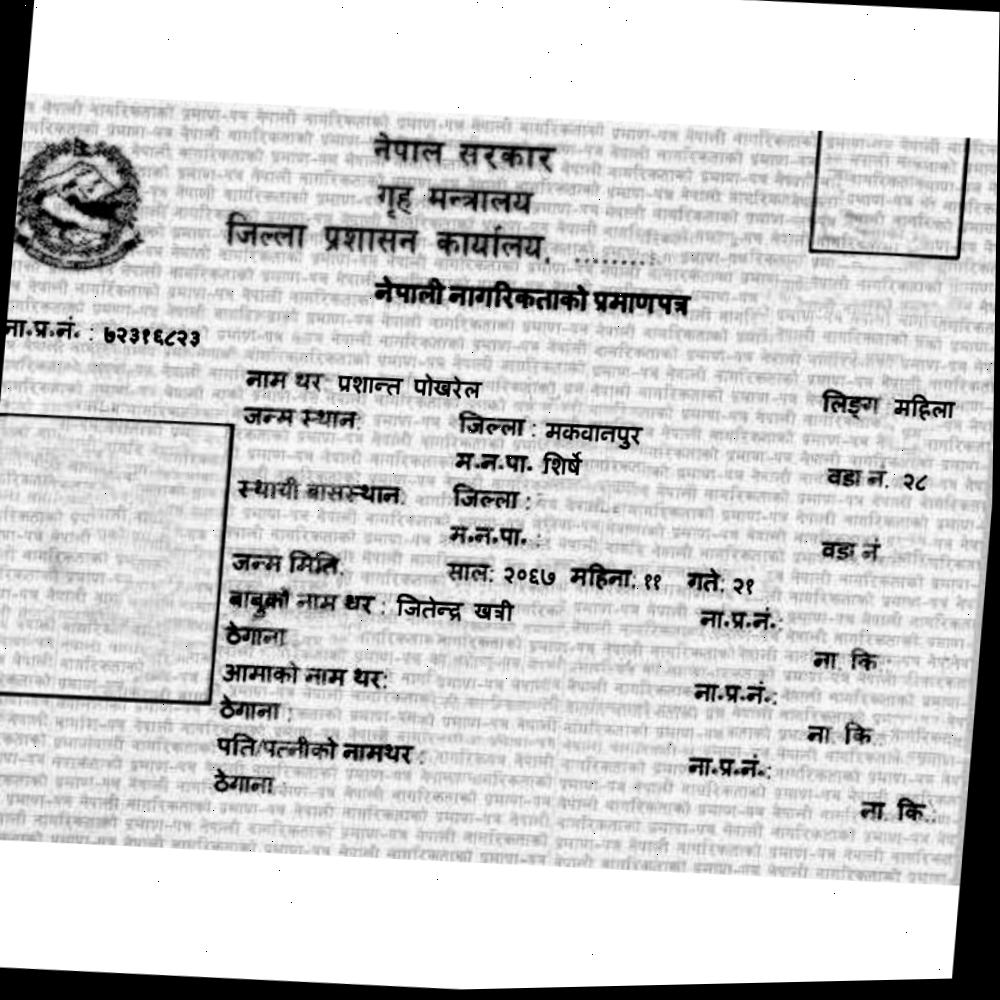 नेपाल सरकार
गृह मन्त्रालय
जिल्ला प्रशासन कार्यालय, .........
नेपाली नागरिकताको प्रमाणपत्र
ना.प्र.नं. : ७२३१६८२३
नाम थर: प्रशान्त पोखरेल लिङ्ग महिला
जन्म स्थान: जिल्ला : मकवानपुर
म.न.पा. शिर्षे वडा नं. २८
स्थायी बासस्थान: जिल्ला :
म.न.पा. : वडा नं
जन्म मिति: साल: २०६७ महिना: ११ गते: २१
बाबुको नाम थर : जितेन्द्र खत्री ना.प्र.नं.:
ठेगाना ना. कि.:
आमाको नाम थर: ना.प्र.नं.:
ठेगाना : ना. कि.:
पति/पत्नीको नामथर : ना.प्र.नं.:
ठेगाना ना. कि.: